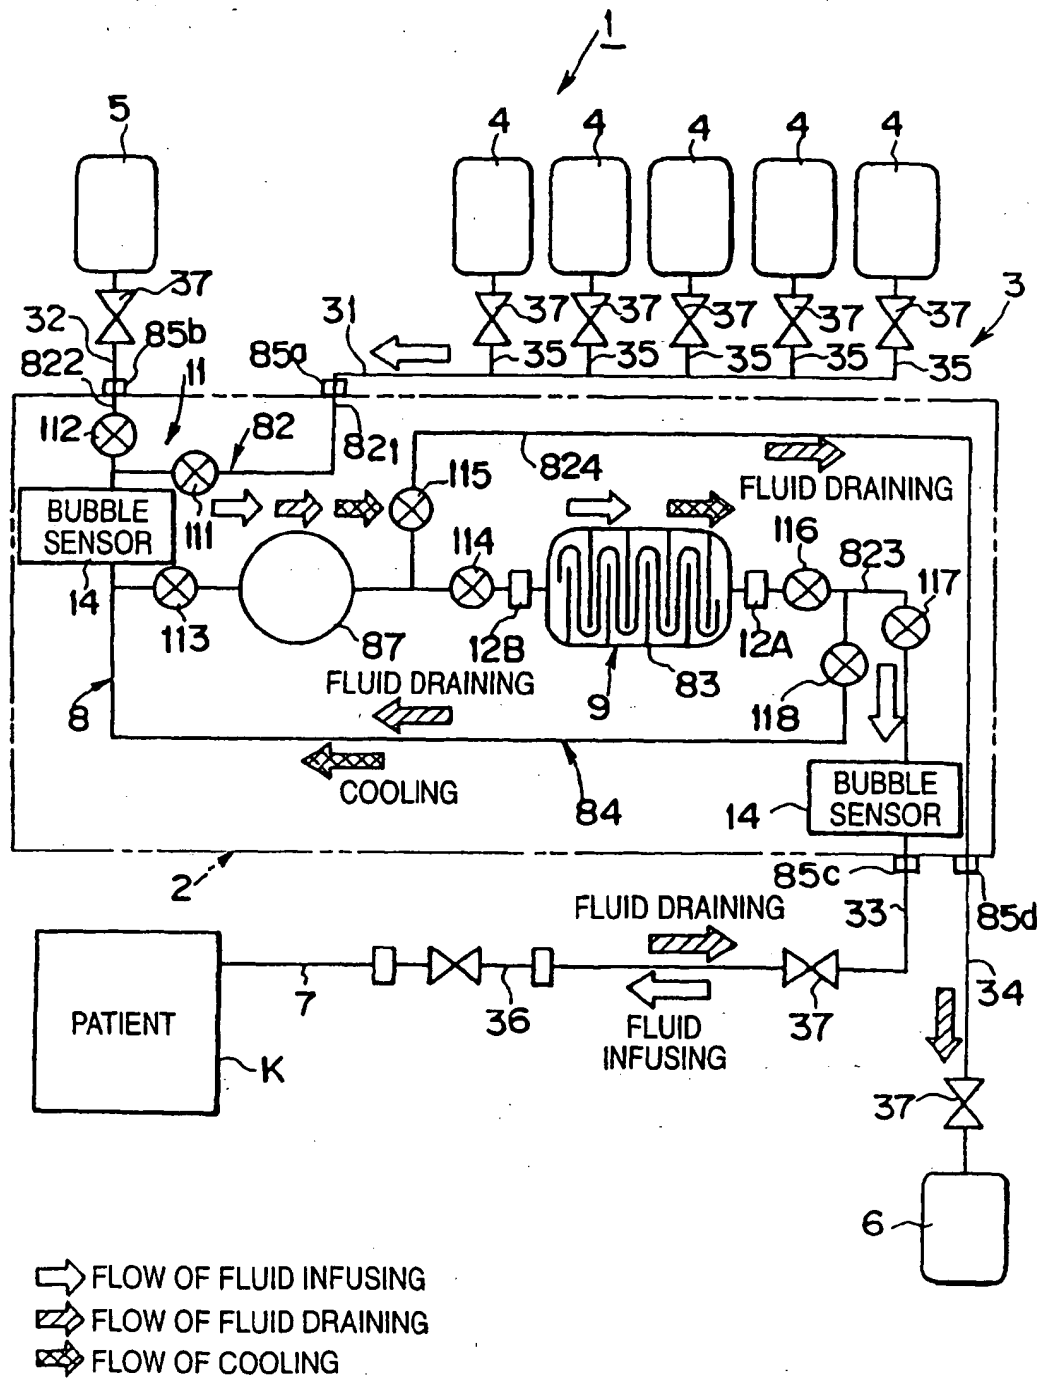 1
5
4 4 4 4 4
37
37 37 37 37 37
3
32
85b
31
85a
35 35 35 35 35
822
11
112
82
821
824
FLUID DRAINING
115
BUBBLE
SENSOR
111
114
116
823
117
14
113
87
12B
12A
FLUID DRAINING
9
83
118
8
COOLING
84
BUBBLE
SENSOR
14
2
85c
85d
FLUID DRAINING
33
7
36
37
34
PATIENT
FLUID
INFUSING
K
37
6
FLOW OF FLUID INFUSING
FLOW OF FLUID DRAINING
FLOW OF COOLING